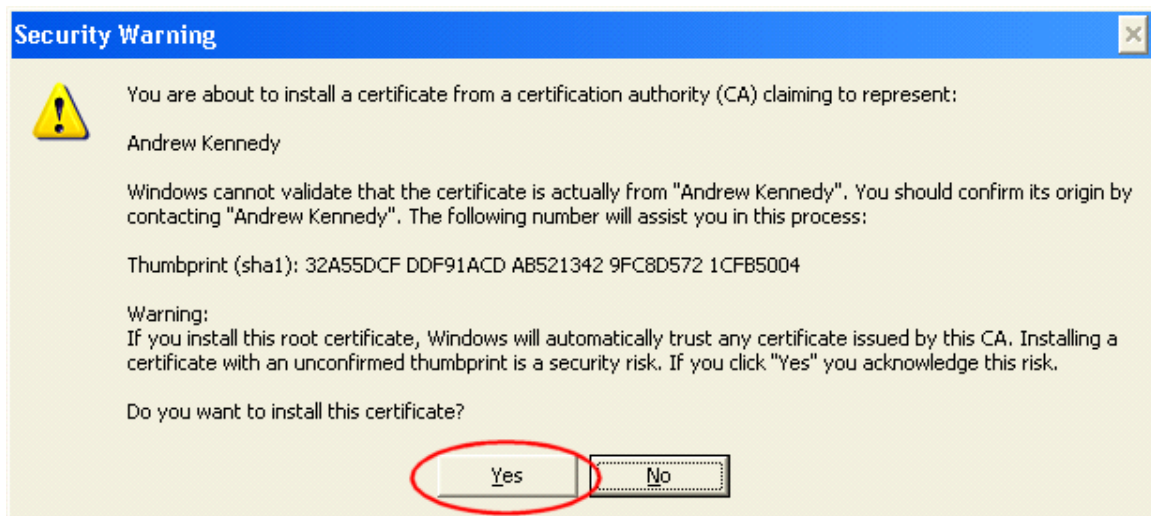 Security Warning
You are about to install a certificate from a certification authority (CA) claiming to represent:
Andrew Kennedy
Windows cannot validate that the certificate is actually from "Andrew Kennedy". You should confirm its origin by
contacting "Andrew Kennedy". The following number will assist you in this process:
Thumbprint (sha1): 32A55DCF DDF91ACD AB521342 9FC8D572 1CFB5004
Warning:
If you install this root certificate, Windows will automatically trust any certificate issued by this CA. Installing a
certificate with an unconfirmed thumbprint is a security risk. If you click "Yes" you acknowledge this risk.
Do you want to install this certificate?
Yes No